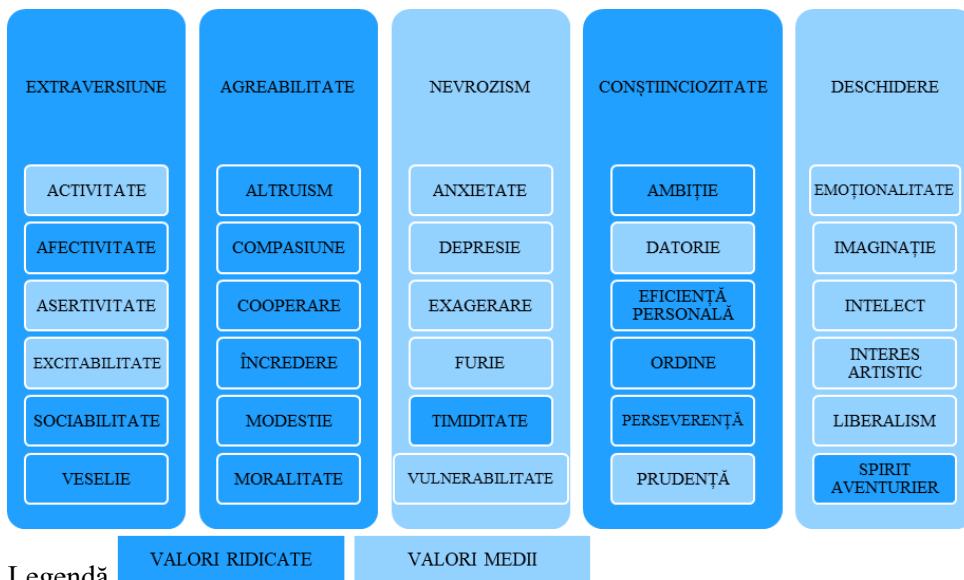 EXTRAVERSIUNE
ACTIVITATE
AFECTIVITATE
ASERTIVITATE
EXCITABILITATE
SOCIABILITATE
VESELIE
AGREABILITATE
ALTRUISM
COMPASIUNE
COOPERARE
ÎNCREDERE
MODESTIE
MORALITATE
NEVROZISM
ANXIETATE
DEPRESIE
EXAGERARE
FURIE
TIMIDITATE
VULNERABILITATE
CONȘTIINCIOZITATE
AMBIȚIE
DATORIE
EFICIENȚĂ
PERSONALĂ
ORDINE
PERSEVERENȚĂ
PRUDENȚĂ
DESCHIDERE
EMOȚIONALITATE
IMAGINAȚIE
INTELECT
INTERES
ARTISTIC
LIBERALISM
SPIRIT
AVENTURIER
Legendă
VALORI RIDICATE
VALORI MEDII